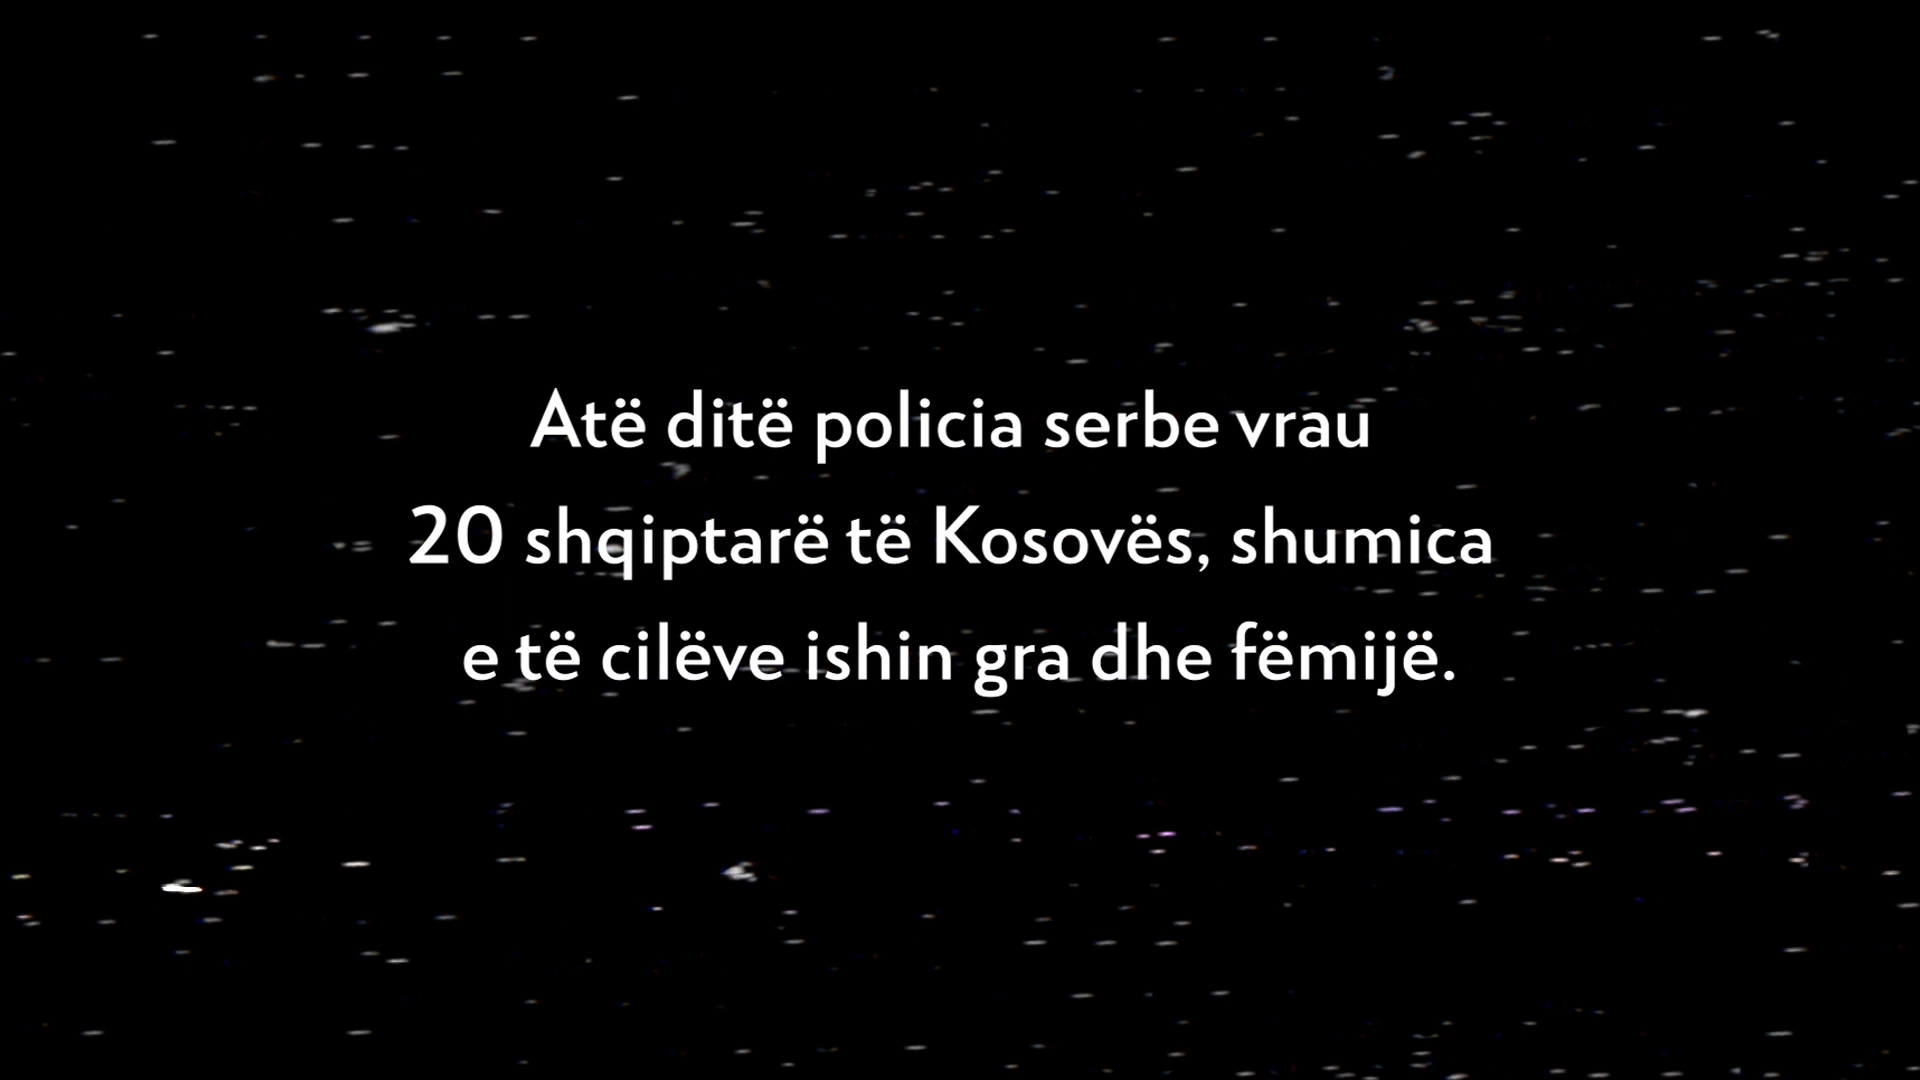 Atë ditë policia serbe vrau
20 shqiptarë të Kosovës, shumica
e të cilëve ishin gra dhe fëmijë.